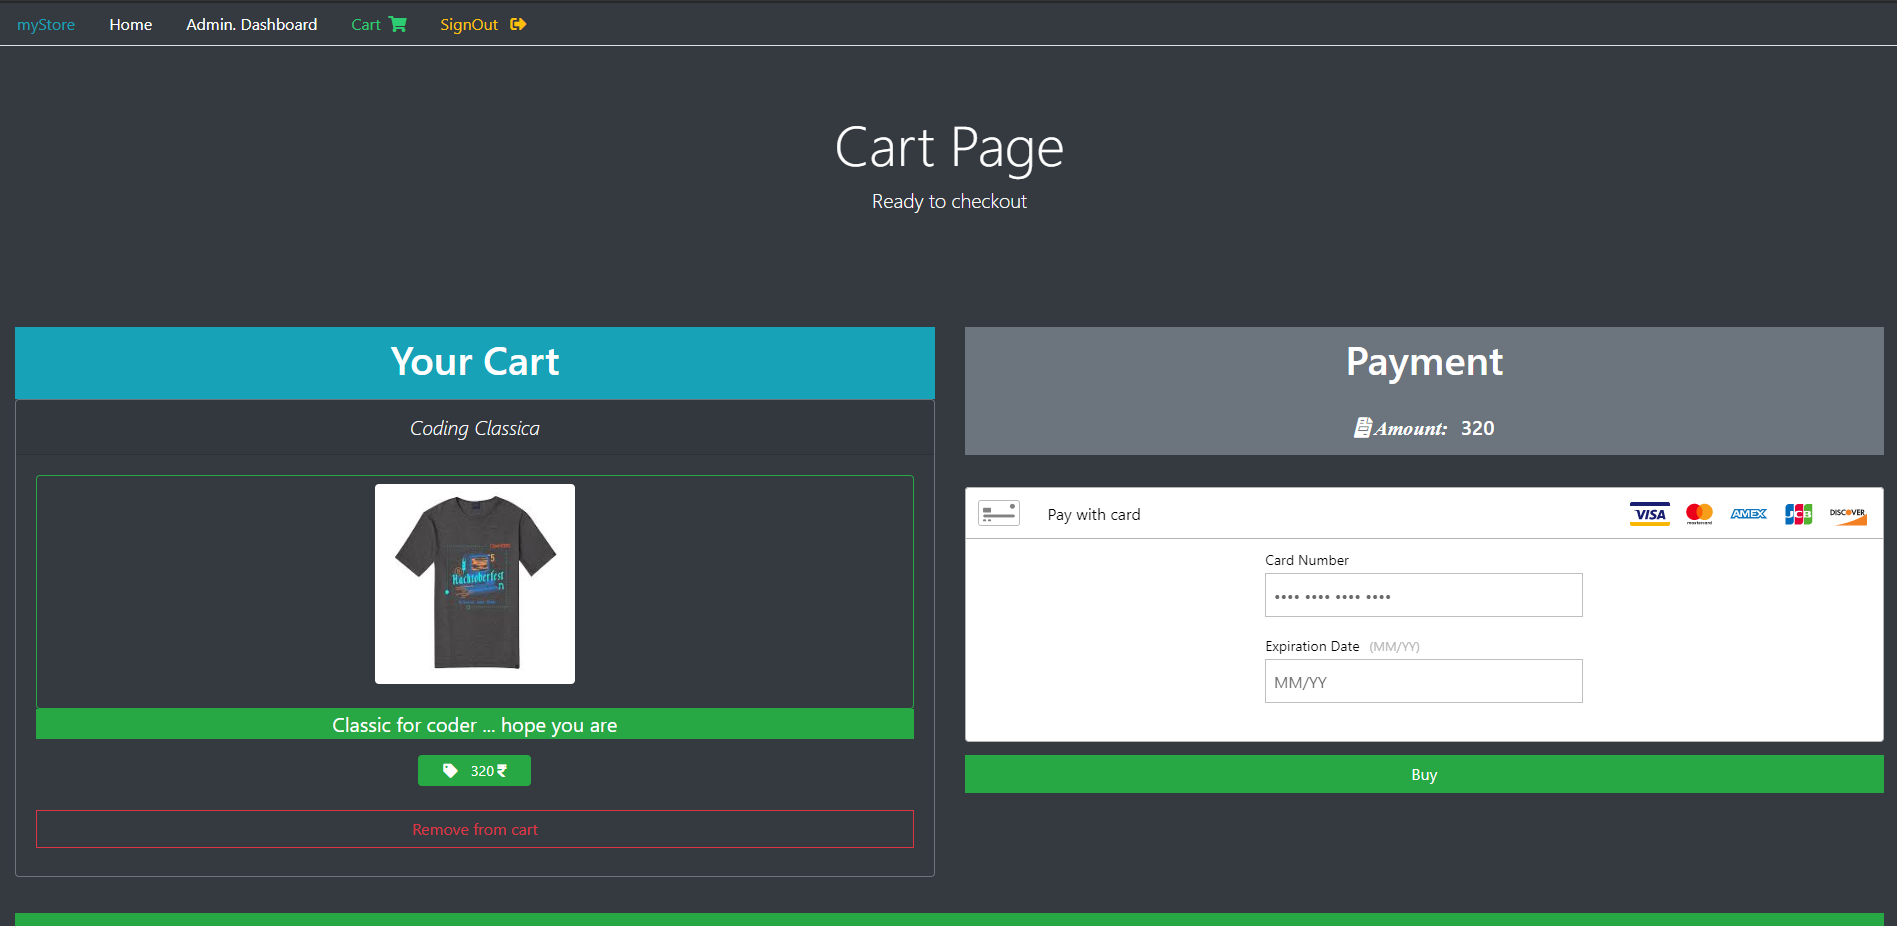 myStore Home Admin. Dashboard Cart SignOut
Cart Page
Ready to checkout
Your Cart
Coding Classica
Hacktoberfest
Classic for coder ... hope you are
320₹
Remove from cart
Payment
Amount: 320
Pay with card VISA mastercard AMEX JCB DISCOVER
Card Number
•••• •••• •••• ••••
Expiration Date (MM/YY)
MM/YY
Buy